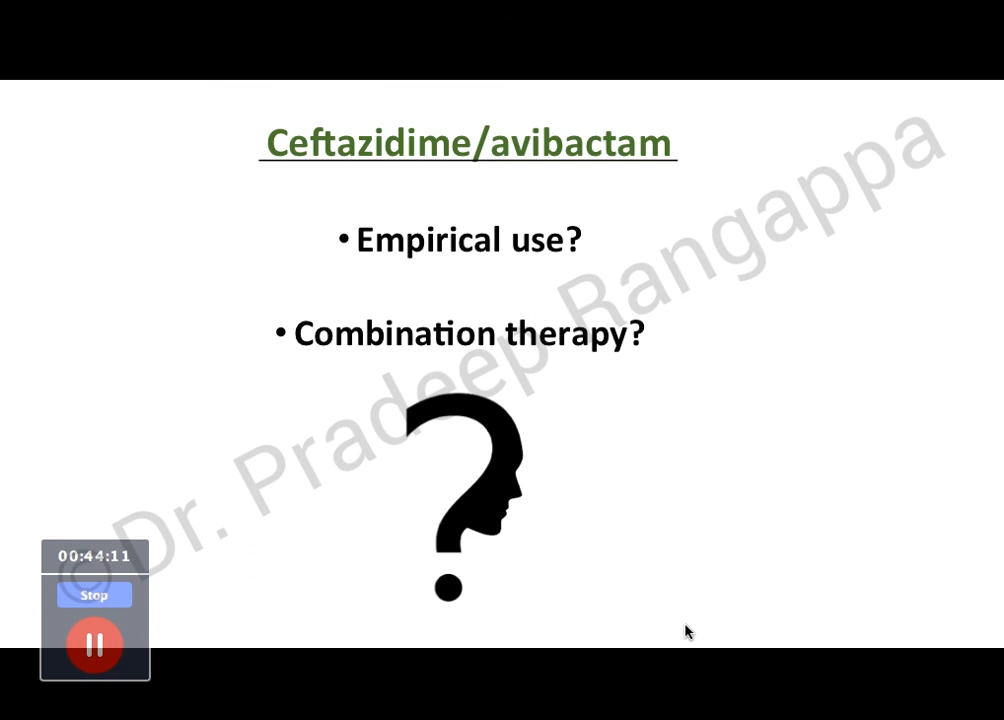 Ceftazidime/avibactam
• Empirical use?
• Combination therapy?
© Dr. Pradeep Rangappa
00:44:11
Stop